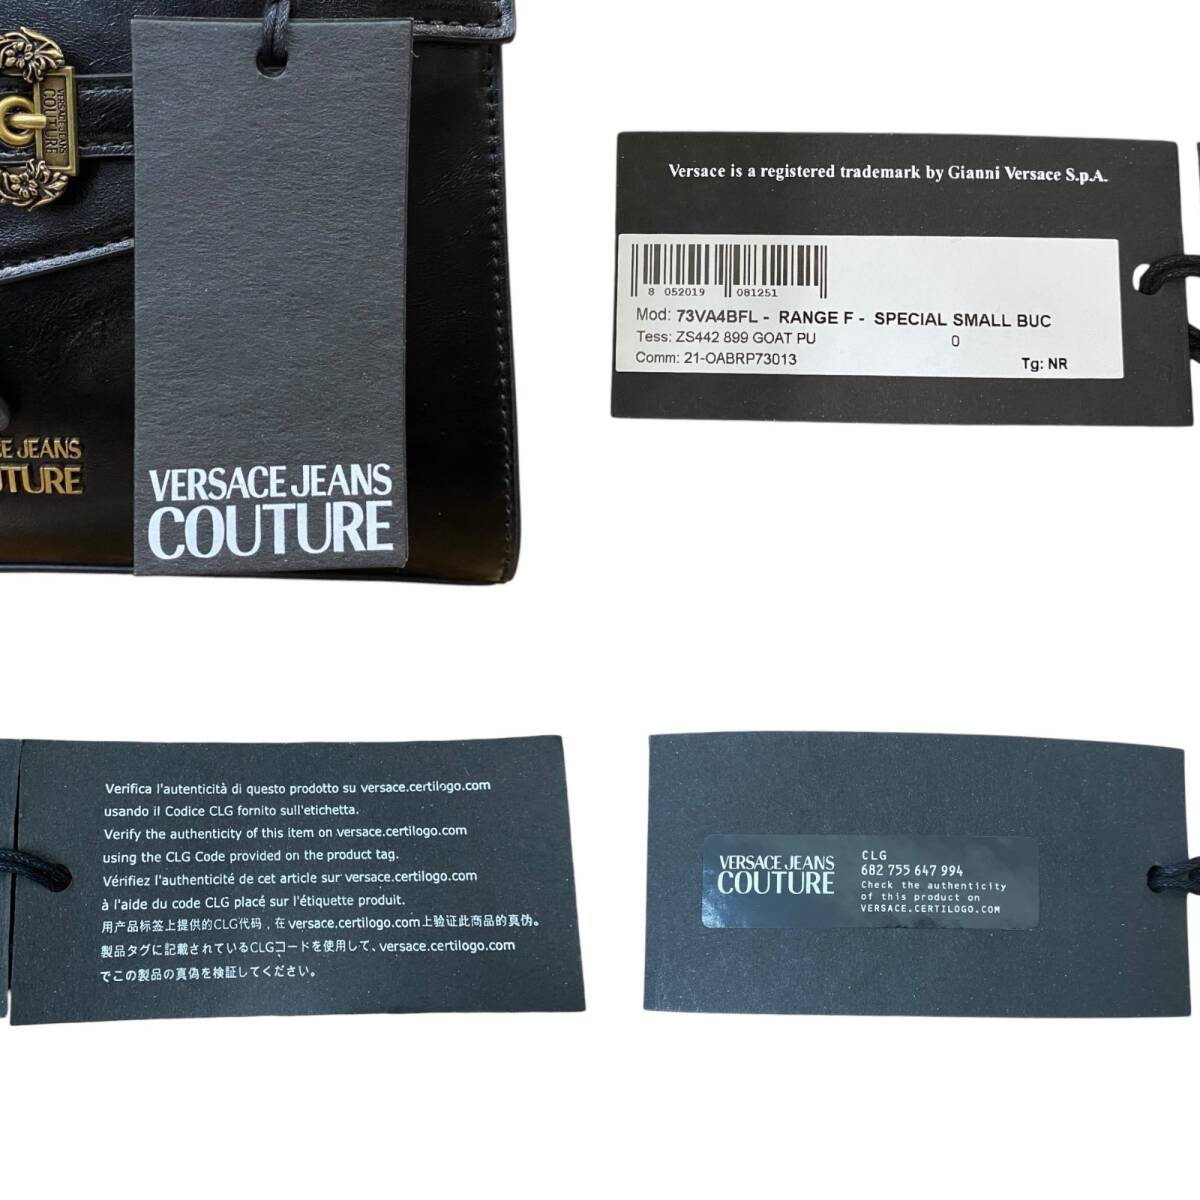 VERSACE JEANS
COUTURE
E JEANS
UTURE
VERSACE JEANS
COUTURE
Versace is a registered trademark by Gianni Versace S.p.A.
8 052019 081251
Mod: 73VA4BFL - RANGE F - SPECIAL SMALL BUC
Tess: ZS442 899 GOAT PU 0
Comm: 21-OABRP73013
Tg: NR
Verifica l'autenticità di questo prodotto su versace.certilogo.com
usando il Codice CLG fornito sull'etichetta.
Verify the authenticity of this item on versace.certilogo.com
using the CLG Code provided on the product tag.
Vérifiez l'authenticité de cet article sur versace.certilogo.com
à l'aide du code CLG placé sur l'étiquette produit.
用产品标签上提供的CLG代码，在versace.certilogo.com上验证此商品的真伪。
製品タグに記載されているCLGコードを使用して、versace.certilogo.com
でこの製品の真偽を検証してください。
VERSACE JEANS
COUTURE
CLG
682 755 647 994
Check the authenticity
of this product on
VERSACE.CERTILOGO.COM